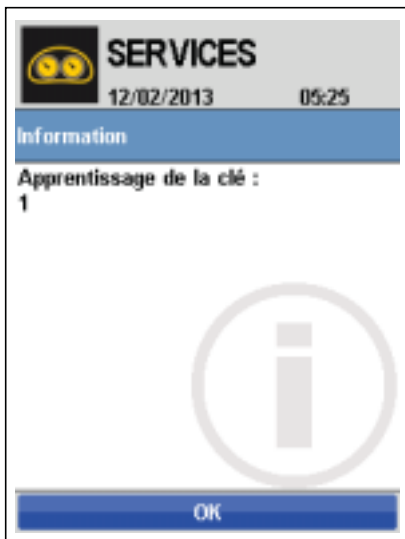 SERVICES
12/02/2013 05:25
Information
Apprentissage de la clé :
1
OK